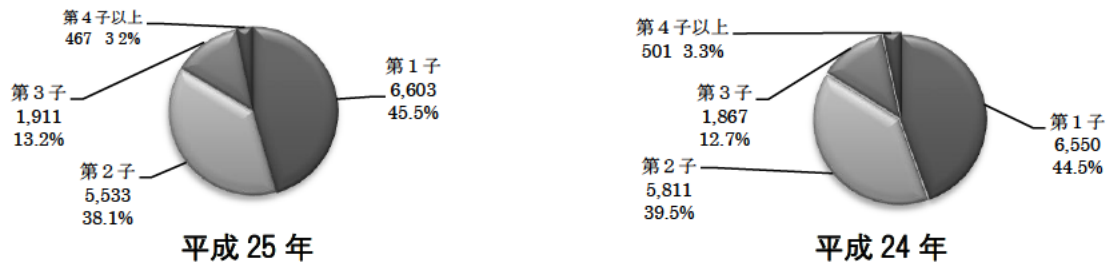 第４子以上
467 3 2%
第３子
1,911
13.2%
第１子
6,603
45.5%
第２子
5,533
38.1%
平成 25 年
第４子以上
501 3.3%
第３子
1,867
12.7%
第１子
6,550
44.5%
第２子
5,811
39.5%
平成 24 年